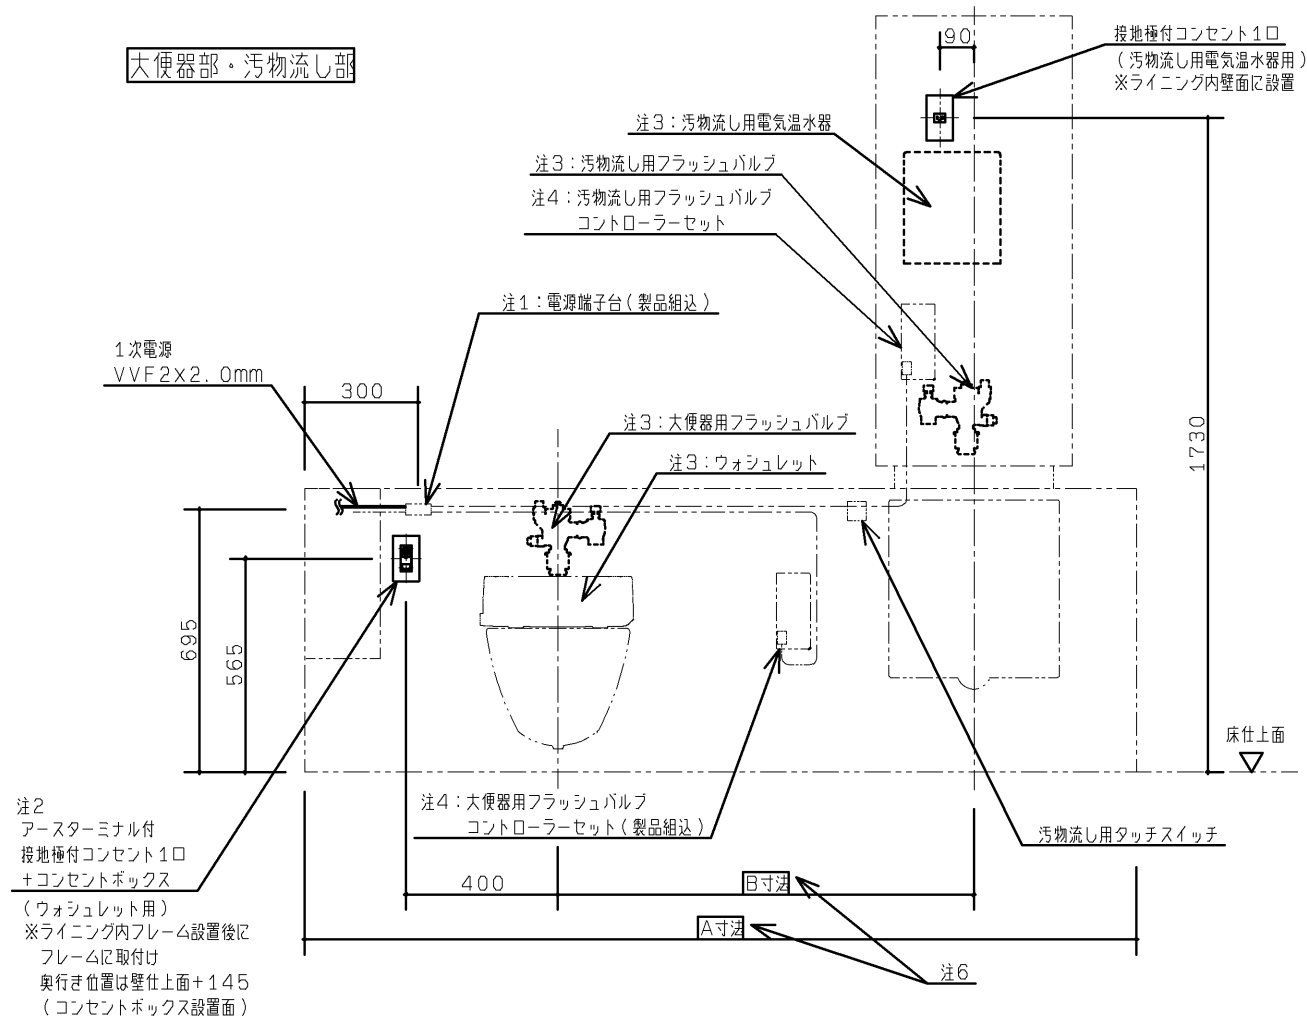 大便器部・汚物流し部
90
接地極付コンセント1口
(汚物流し用電気温水器用)
※ライニング内壁面に設置
注3:汚物流し用電気温水器
注3:汚物流し用フラッシュバルブ
注4:汚物流し用フラッシュバルブ
コントローラーセット
注1:電源端子台(製品組込)
1次電源
VVF2X2.0mm
300
注3:大便器用フラッシュバルブ
注3:ウォシュレット
1730
695
565
床仕上面
注2
アースターミナル付
接地極付コンセント1口
+コンセントボックス
(ウォシュレット用)
※ライニング内フレーム設置後に
フレームに取付け
奥行き位置は壁仕上面+145
(コンセントボックス設置面)
注4:大便器用フラッシュバルブ
コントローラーセット(製品組込)
汚物流し用タッチスイッチ
400
B寸法
A寸法
注6